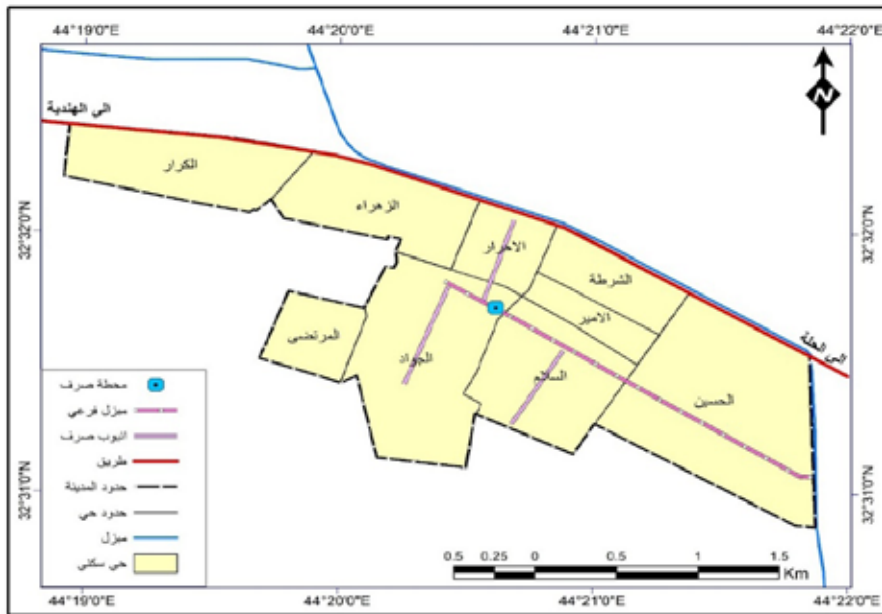 44°19'0"E 44°20'0"E 44°21'0"E 44°22'0"E
الى الهندية
N
الكرار
الزهراء
32°32'0"N
32°32'0"N
الاحرار
الشرطة
الامير
المرتضى
الجواد
السلام
الحسين
الى الحلة
محطة صرف
مبزل فرعي
انبوب صرف
طريق
حدود المدينة
حدود حي
مبزل
حي سكني
32°31'0"N
32°31'0"N
0.5 0.25 0 0.5 1 1.5
Km
44°19'0"E 44°20'0"E 44°21'0"E 44°22'0"E